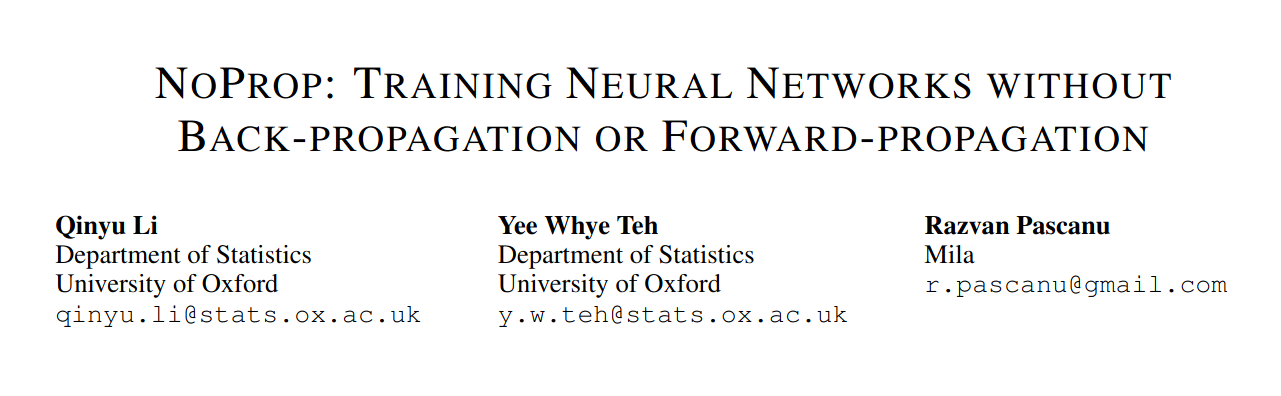 NOPROP: TRAINING NEURAL NETWORKS WITHOUT
BACK-PROPAGATION OR FORWARD-PROPAGATION
Qinyu Li
Department of Statistics
University of Oxford
qinyu.li@stats.ox.ac.uk
Yee Whye Teh
Department of Statistics
University of Oxford
y.w.teh@stats.ox.ac.uk
Razvan Pascanu
Mila
r.pascanu@gmail.com